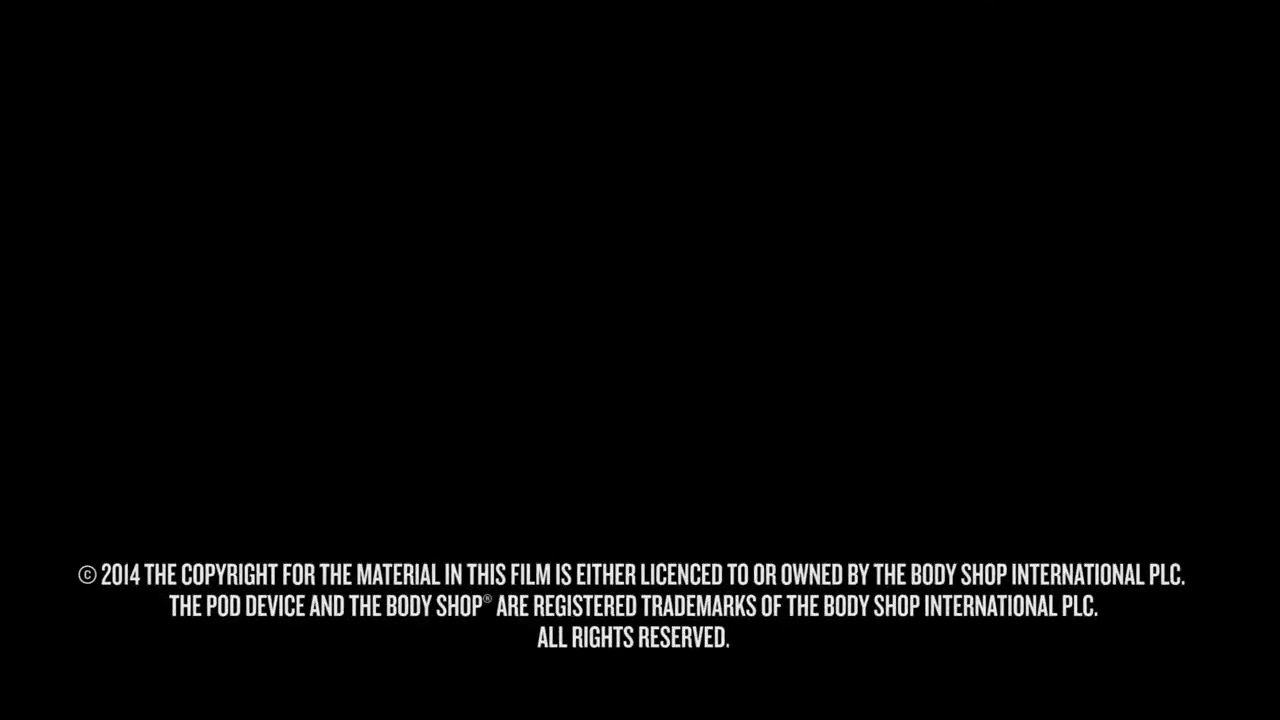 © 2014 THE COPYRIGHT FOR THE MATERIAL IN THIS FILM IS EITHER LICENCED TO OR OWNED BY THE BODY SHOP INTERNATIONAL PLC.
THE POD DEVICE AND THE BODY SHOP® ARE REGISTERED TRADEMARKS OF THE BODY SHOP INTERNATIONAL PLC.
ALL RIGHTS RESERVED.